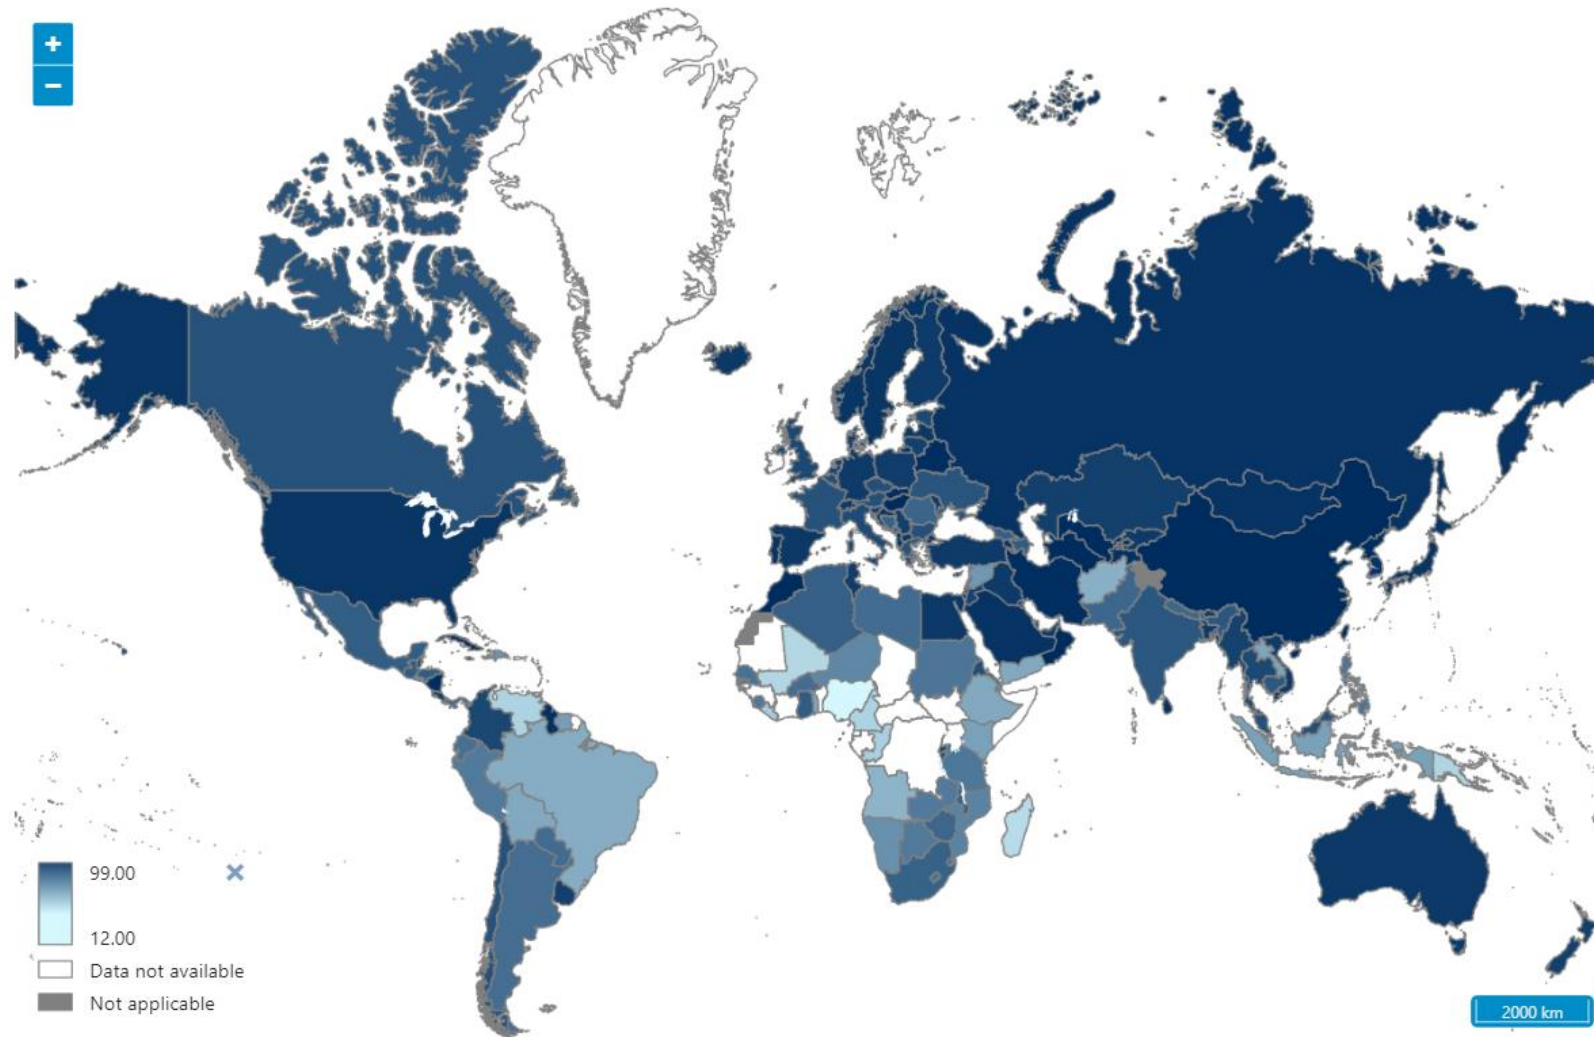 +
−
99.00
12.00
Data not available
Not applicable
2000 km